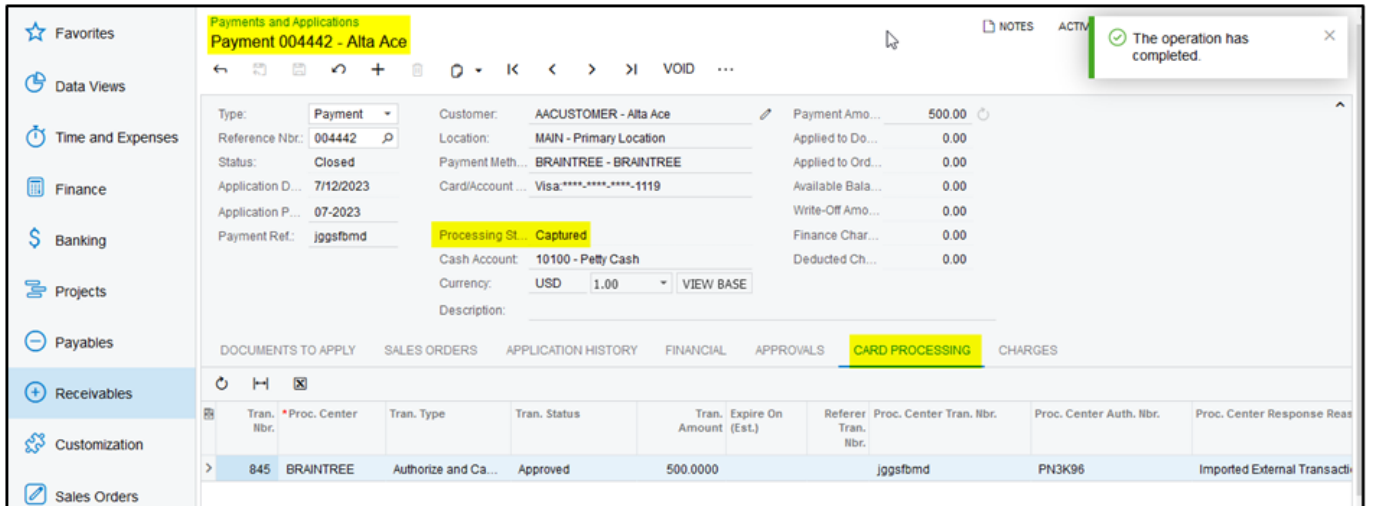 Favorites
Data Views
Time and Expenses
Finance
Banking
Projects
Payables
Receivables
Customization
Sales Orders
Payments and Applications
Payment 004442 - Alta Ace
NOTES ACTIV
The operation has
completed.
VOID ...
Type: Payment
Reference Nbr.: 004442
Status: Closed
Application D... 7/12/2023
Application P... 07-2023
Payment Ref.: jggsfbmd
Customer: AACUSTOMER - Alta Ace
Location: MAIN - Primary Location
Payment Meth... BRAINTREE - BRAINTREE
Card/Account ... Visa:****-****-****-1119
Processing St... Captured
Cash Account: 10100 - Petty Cash
Currency: USD 1.00 VIEW BASE
Description:
Payment Amo... 500.00
Applied to Do... 0.00
Applied to Ord... 0.00
Available Bala... 0.00
Write-Off Amo... 0.00
Finance Char... 0.00
Deducted Ch... 0.00
DOCUMENTS TO APPLY SALES ORDERS APPLICATION HISTORY FINANCIAL APPROVALS CARD PROCESSING CHARGES
Tran. Nbr. *Proc. Center Tran. Type Tran. Status Tran. Amount Expire On (Est.) Referer Tran. Nbr. Proc. Center Tran. Nbr. Proc. Center Auth. Nbr. Proc. Center Response Reas
845 BRAINTREE Authorize and Ca... Approved 500.0000 jggsfbmd PN3K96 Imported External Transacti